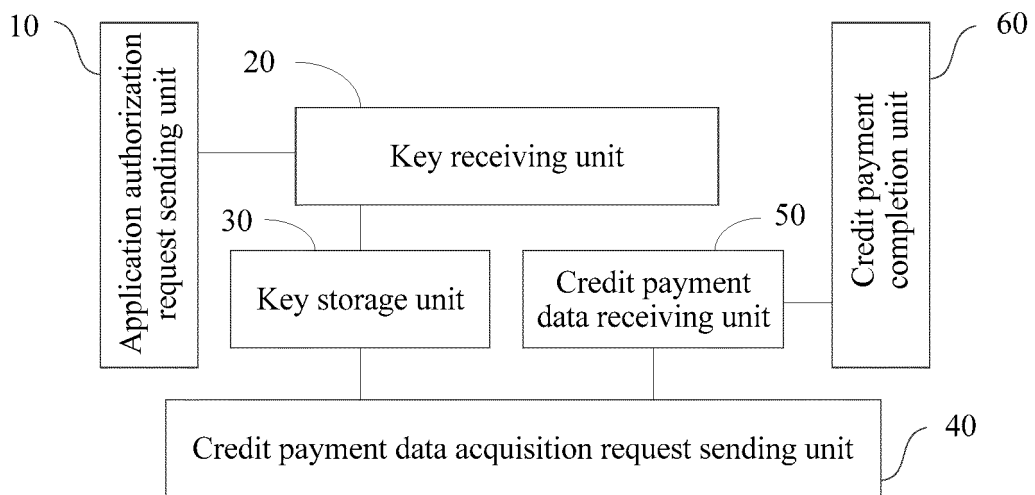 10
Application authorization
request sending unit
20
Key receiving unit
30
Key storage unit
50
Credit payment
data receiving unit
60
Credit payment
completion unit
40
Credit payment data acquisition request sending unit